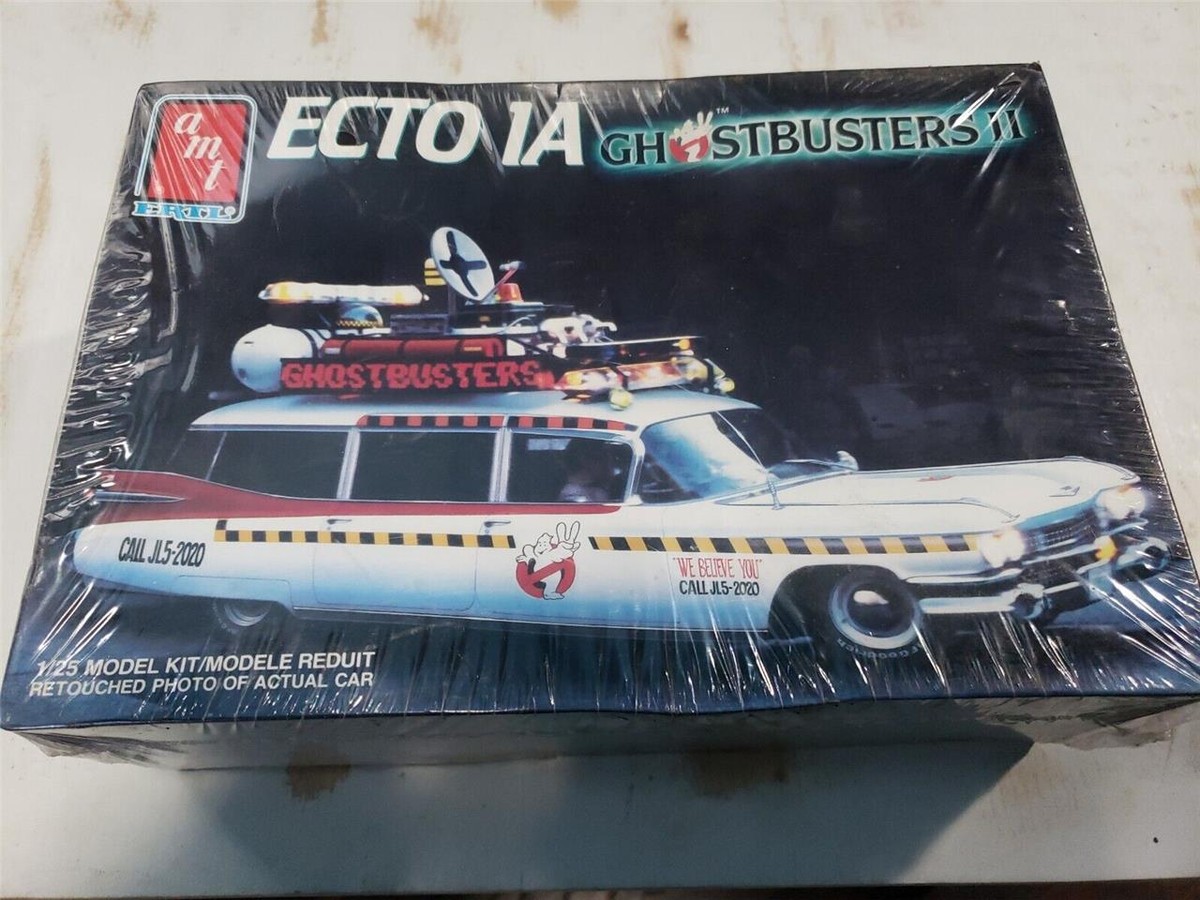 amt
ERTL®
ECTO 1A
GHOSTBUSTERS II™
GHOSTBUSTERS
CALL JL5-2020
"WE BELIEVE YOU"
CALL JL5-2020
1/25 MODEL KIT/MODELE REDUIT
RETOUCHED PHOTO OF ACTUAL CAR